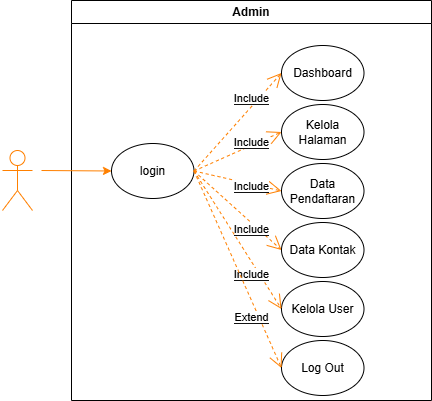 Admin
Dashboard
Include
Kelola
Halaman
Include
login
Data
Pendaftaran
Include
Data Kontak
Include
Kelola User
Include
Log Out
Extend